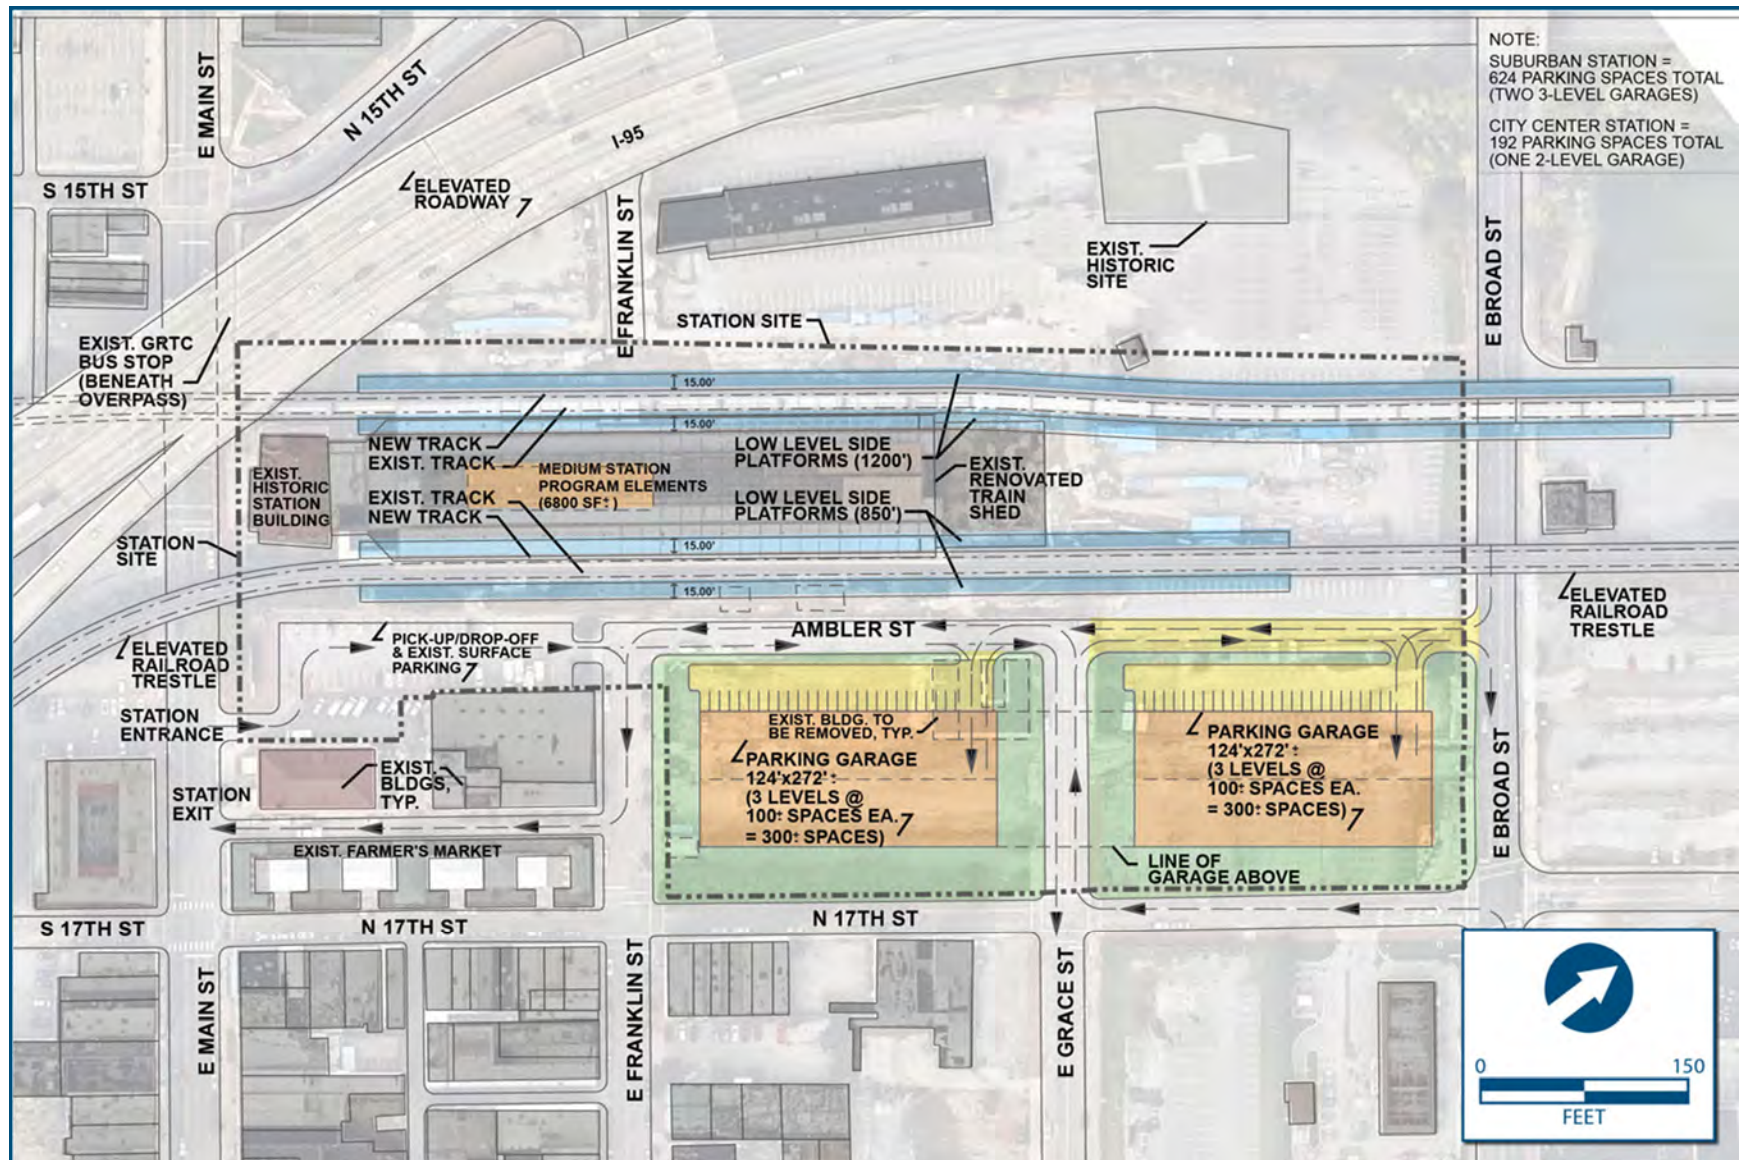 NOTE:
SUBURBAN STATION =
624 PARKING SPACES TOTAL
(TWO 3-LEVEL GARAGES)
CITY CENTER STATION =
192 PARKING SPACES TOTAL
(ONE 2-LEVEL GARAGE)
E MAIN ST
N 15TH ST
I-95
S 15TH ST
ELEVATED
ROADWAY
E FRANKLIN ST
EXIST.
HISTORIC
SITE
E BROAD ST
STATION SITE
EXIST. GRTC
BUS STOP
(BENEATH
OVERPASS)
15.00'
15.00'
NEW TRACK
EXIST. TRACK
LOW LEVEL SIDE
PLATFORMS (1200')
EXIST.
HISTORIC
STATION
BUILDING
MEDIUM STATION
PROGRAM ELEMENTS
(6800 SF±)
EXIST.
RENOVATED
TRAIN
SHED
EXIST. TRACK
NEW TRACK
LOW LEVEL SIDE
PLATFORMS (850')
STATION
SITE
15.00'
15.00'
ELEVATED
RAILROAD
TRESTLE
AMBLER ST
PICK-UP/DROP-OFF
& EXIST. SURFACE
PARKING
ELEVATED
RAILROAD
TRESTLE
STATION
ENTRANCE
EXIST. BLDG. TO
BE REMOVED, TYP.
PARKING GARAGE
124'x272'±
(3 LEVELS @
100± SPACES EA.
= 300± SPACES)
PARKING GARAGE
124'x272'±
(3 LEVELS @
100± SPACES EA.
= 300± SPACES)
E BROAD ST
EXIST.
BLDGS,
TYP.
STATION
EXIT
EXIST. FARMER'S MARKET
LINE OF
GARAGE ABOVE
S 17TH ST
N 17TH ST
N 17TH ST
E MAIN ST
E FRANKLIN ST
E GRACE ST
0 150
FEET